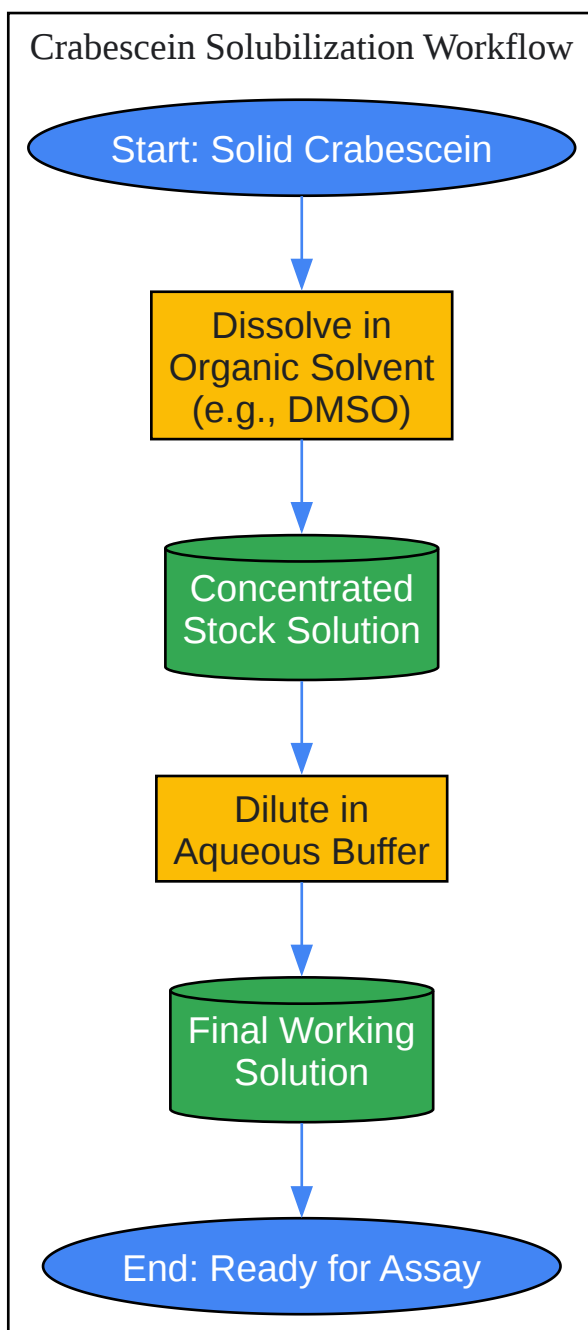 Crabescein Solubilization Workflow
Start: Solid Crabescein
Dissolve in
Organic Solvent
(e.g., DMSO)
Concentrated
Stock Solution
Dilute in
Aqueous Buffer
Final Working
Solution
End: Ready for Assay